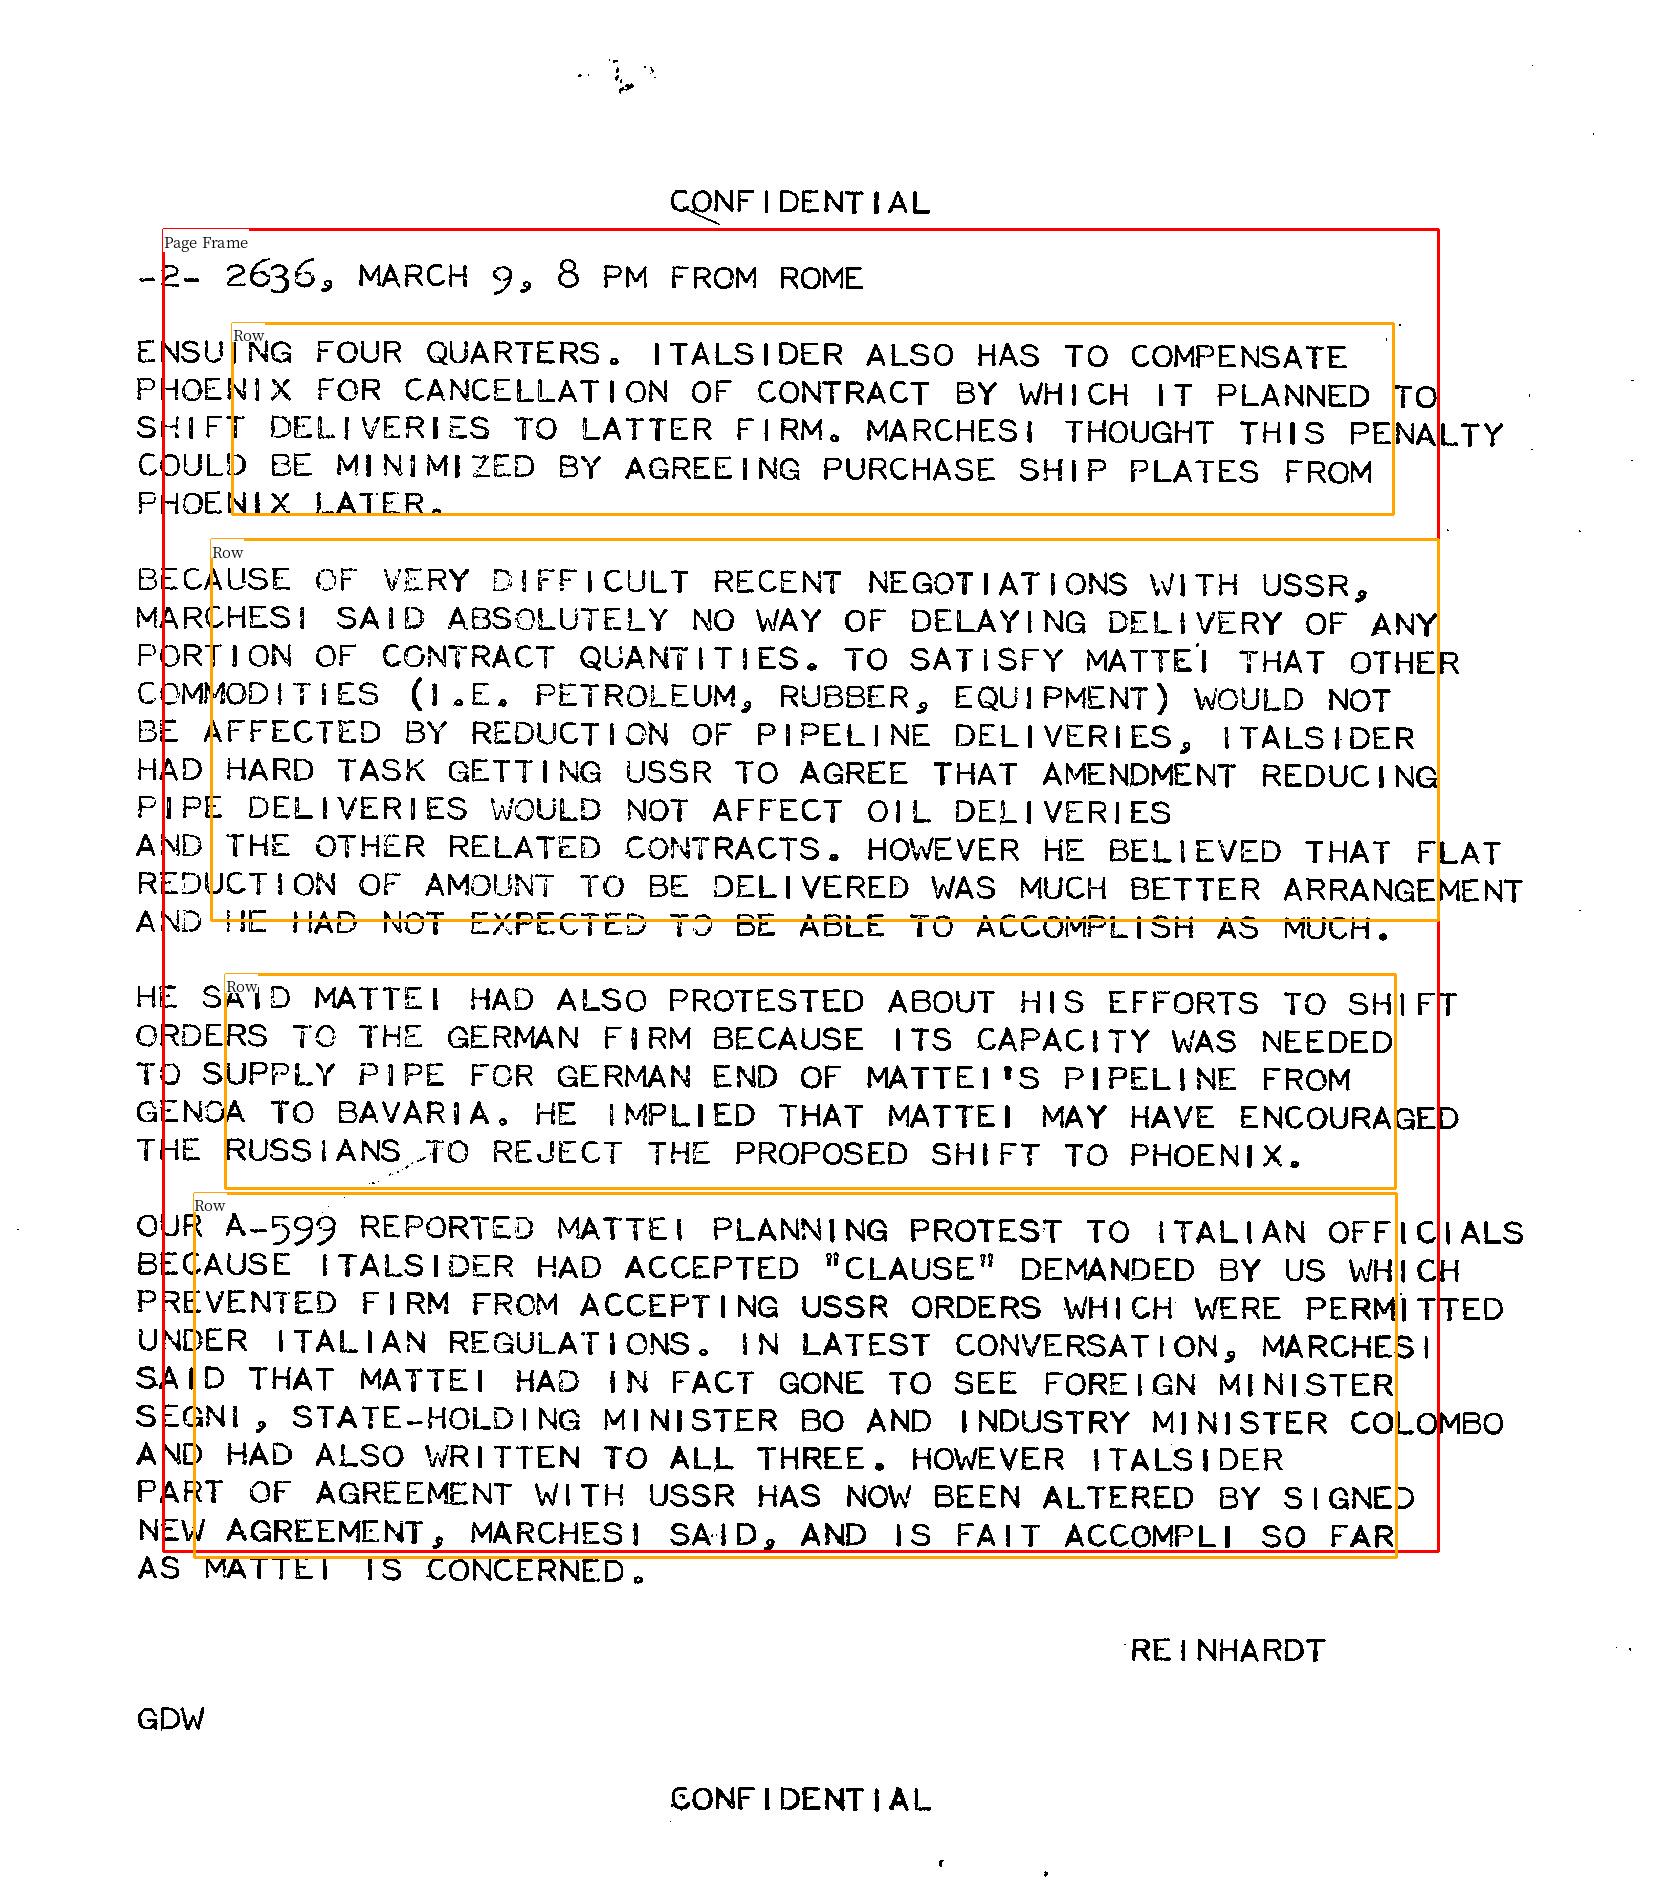 CONFIDENTIAL
Page Frame
-2- 2636, MARCH 9, 8 PM FROM ROME
Row
ENSUING FOUR QUARTERS. ITALSIDER ALSO HAS TO COMPENSATE
PHOENIX FOR CANCELLATION OF CONTRACT BY WHICH IT PLANNED TO
SHIFT DELIVERIES TO LATTER FIRM. MARCHESI THOUGHT THIS PENALTY
COULD BE MINIMIZED BY AGREEING PURCHASE SHIP PLATES FROM
PHOENIX LATER.
Row
BECAUSE OF VERY DIFFICULT RECENT NEGOTIATIONS WITH USSR,
MARCHESI SAID ABSOLUTELY NO WAY OF DELAYING DELIVERY OF ANY
PORTION OF CONTRACT QUANTITIES. TO SATISFY MATTEI THAT OTHER
COMMODITIES (I.E. PETROLEUM, RUBBER, EQUIPMENT) WOULD NOT
BE AFFECTED BY REDUCTION OF PIPELINE DELIVERIES, ITALSIDER
HAD HARD TASK GETTING USSR TO AGREE THAT AMENDMENT REDUCING
PIPE DELIVERIES WOULD NOT AFFECT OIL DELIVERIES
AND THE OTHER RELATED CONTRACTS. HOWEVER HE BELIEVED THAT FLAT
REDUCTION OF AMOUNT TO BE DELIVERED WAS MUCH BETTER ARRANGEMENT
AND HE HAD NOT EXPECTED TO BE ABLE TO ACCOMPLISH AS MUCH.
Row
HE SAID MATTEI HAD ALSO PROTESTED ABOUT HIS EFFORTS TO SHIFT
ORDERS TO THE GERMAN FIRM BECAUSE ITS CAPACITY WAS NEEDED
TO SUPPLY PIPE FOR GERMAN END OF MATTEI'S PIPELINE FROM
GENOA TO BAVARIA. HE IMPLIED THAT MATTEI MAY HAVE ENCOURAGED
THE RUSSIANS TO REJECT THE PROPOSED SHIFT TO PHOENIX.
Row
OUR A-599 REPORTED MATTEI PLANNING PROTEST TO ITALIAN OFFICIALS
BECAUSE ITALSIDER HAD ACCEPTED "CLAUSE" DEMANDED BY US WHICH
PREVENTED FIRM FROM ACCEPTING USSR ORDERS WHICH WERE PERMITTED
UNDER ITALIAN REGULATIONS. IN LATEST CONVERSATION, MARCHESI
SAID THAT MATTEI HAD IN FACT GONE TO SEE FOREIGN MINISTER
SEGNI, STATE-HOLDING MINISTER BO AND INDUSTRY MINISTER COLOMBO
AND HAD ALSO WRITTEN TO ALL THREE. HOWEVER ITALSIDER
PART OF AGREEMENT WITH USSR HAS NOW BEEN ALTERED BY SIGNED
NEW AGREEMENT, MARCHESI SAID, AND IS FAIT ACCOMPLI SO FAR
AS MATTEI IS CONCERNED.
REINHARDT
GDW
CONFIDENTIAL